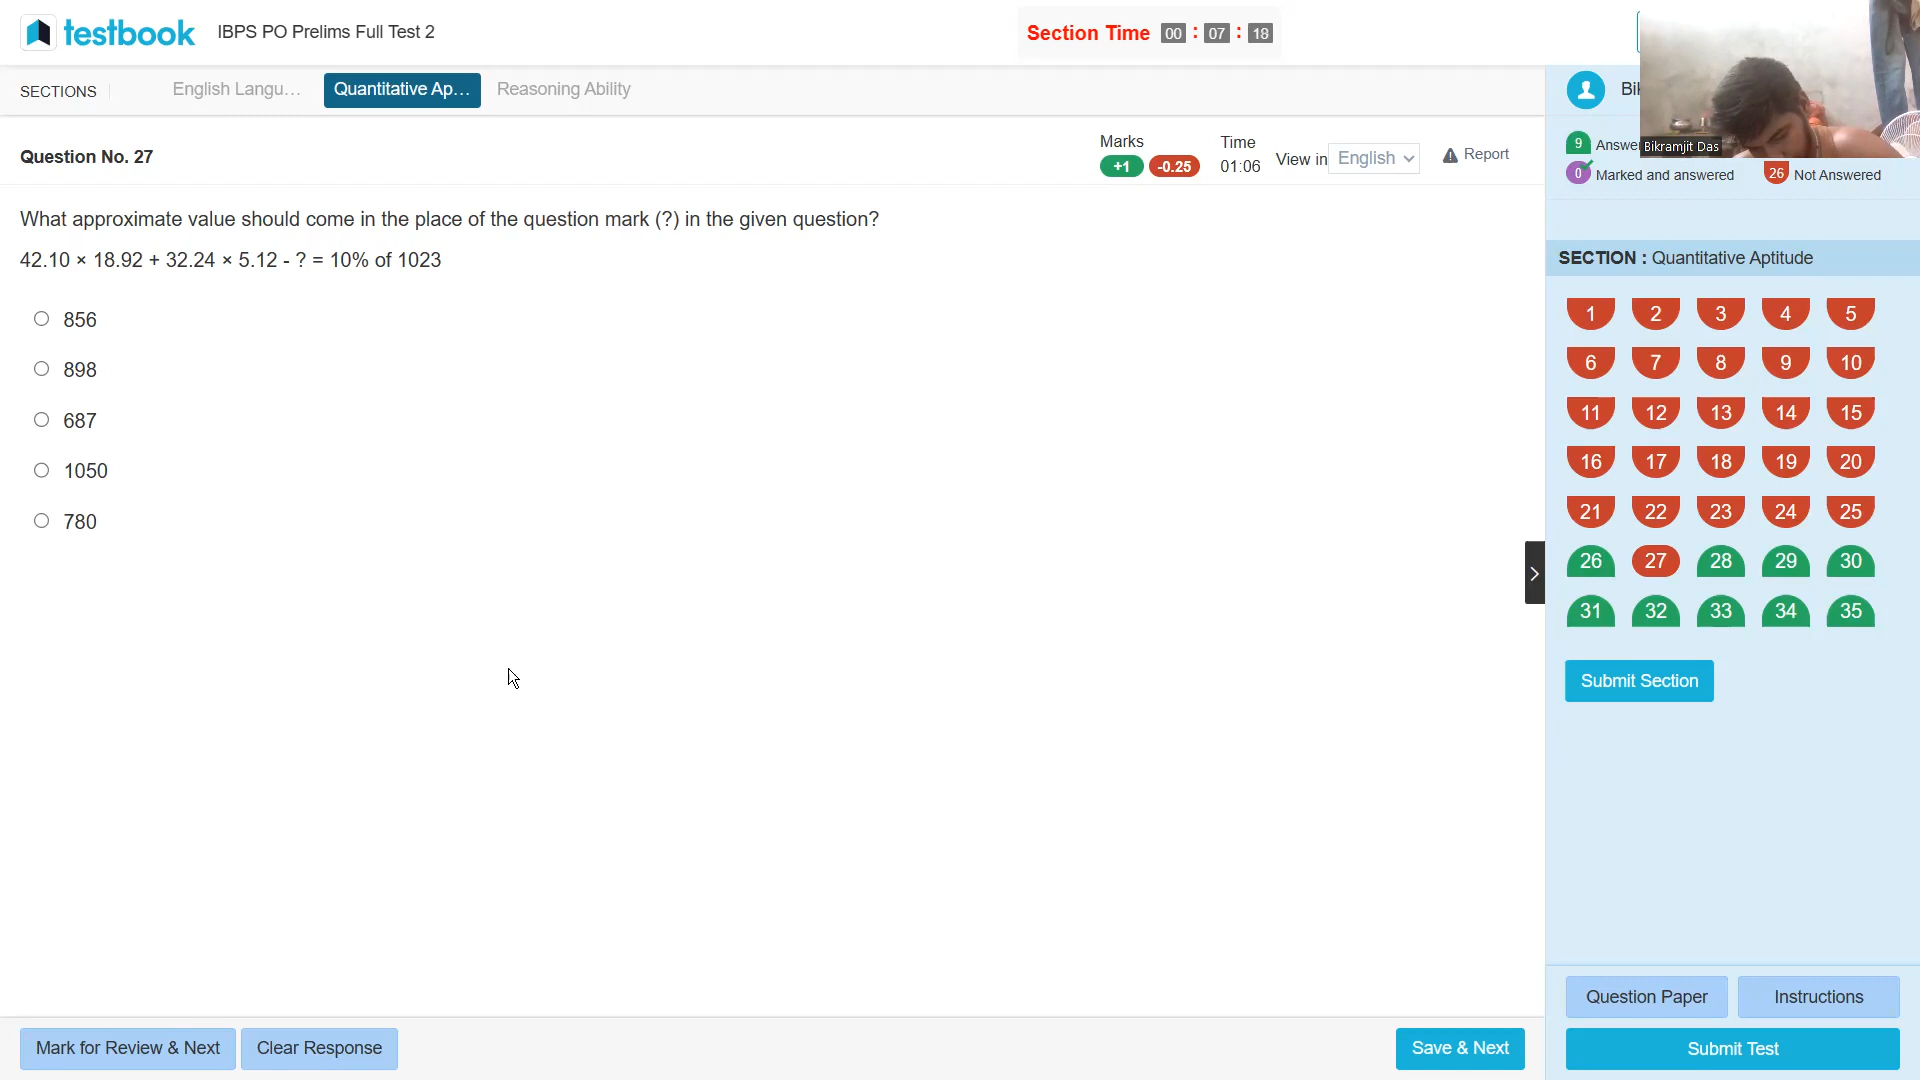 testbook
IBPS PO Prelims Full Test 2
Section Time 00 : 07 : 18
SECTIONS
English Langu...
Quantitative Ap...
Reasoning Ability
Question No. 27
Marks
+1 -0.25
Time
01:06
View in English
Report
What approximate value should come in the place of the question mark (?) in the given question?
42.10 × 18.92 + 32.24 × 5.12 - ? = 10% of 1023
856
898
687
1050
780
Mark for Review & Next
Clear Response
Save & Next
Bikramjit Das
9
0 Marked and answered
26 Not Answered
SECTION : Quantitative Aptitude
1 2 3 4 5
6 7 8 9 10
11 12 13 14 15
16 17 18 19 20
21 22 23 24 25
26 27 28 29 30
31 32 33 34 35
Submit Section
Question Paper
Instructions
Submit Test